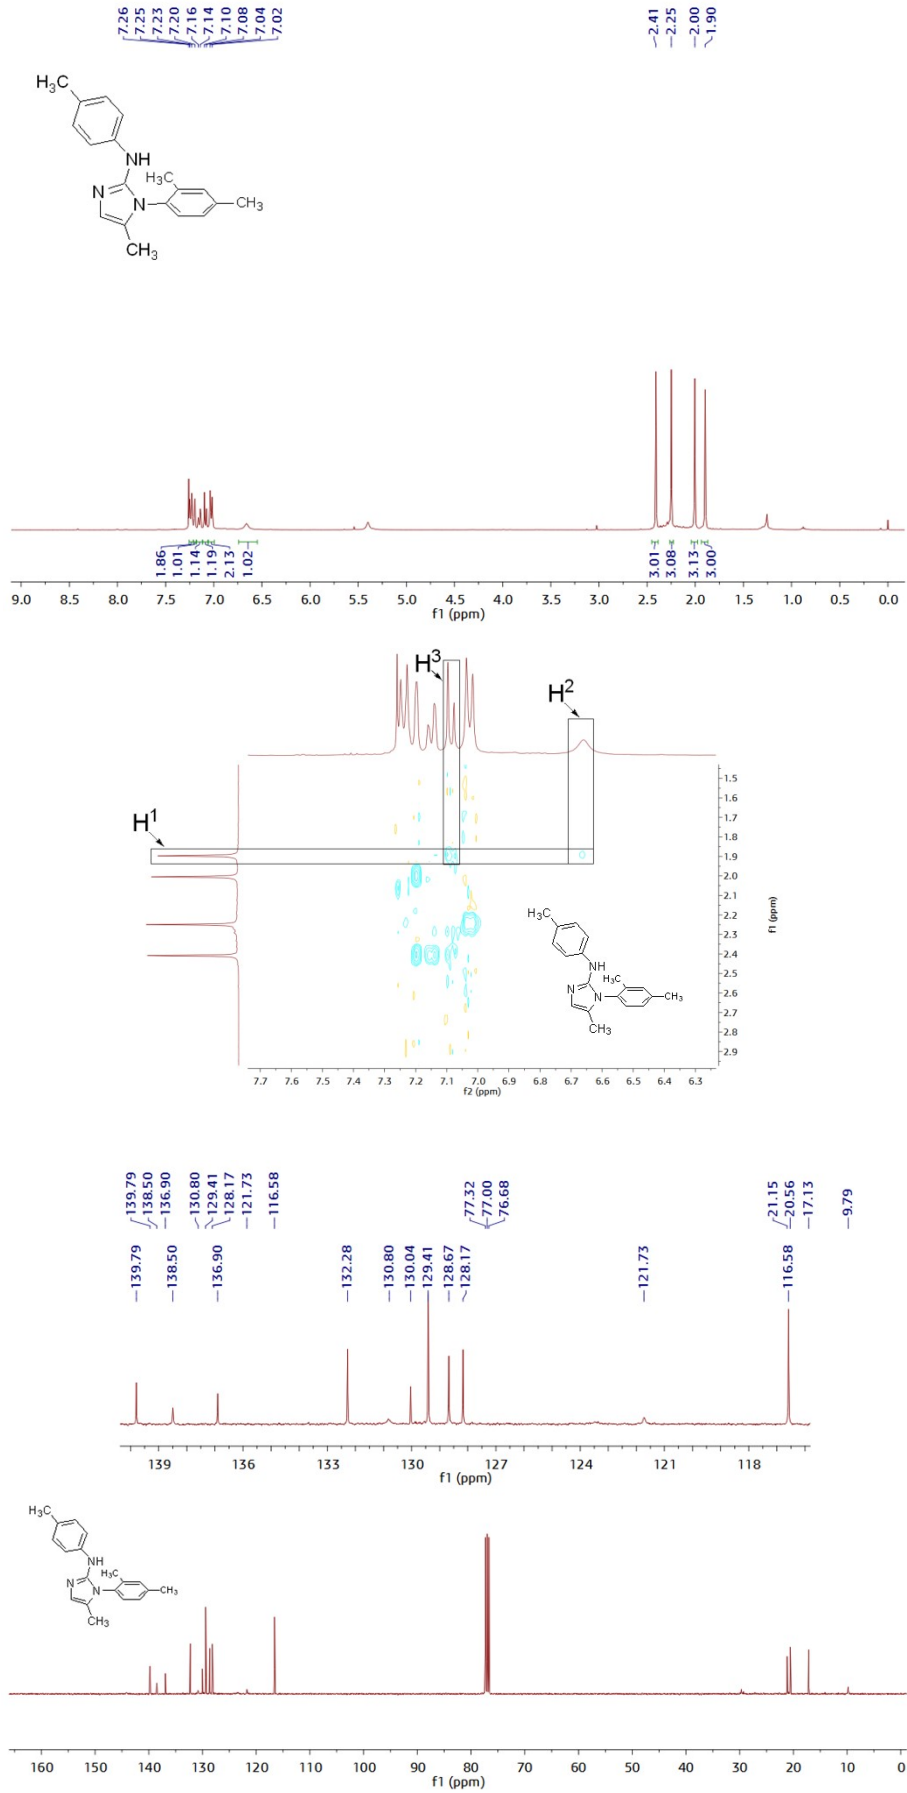 7.26
7.25
7.23
7.20
7.16
7.14
7.10
7.08
7.04
7.02
2.41
2.25
2.00
1.90
H₃C
NH
H₃C
N
N
CH₃
CH₃
1.86
1.01
1.14
1.19
2.13
1.02
3.01
3.08
3.13
3.00
9.0 8.5 8.0 7.5 7.0 6.5 6.0 5.5 5.0 4.5 4.0 3.5 3.0 2.5 2.0 1.5 1.0 0.5 0.0
f1 (ppm)
H³
H²
H¹
1.5
1.6
1.7
1.8
1.9
2.0
2.1
2.2
2.3
2.4
2.5
2.6
2.7
2.8
2.9
f1 (ppm)
H₃C
NH
H₃C
N
N
CH₃
CH₃
7.7 7.6 7.5 7.4 7.3 7.2 7.1 7.0 6.9 6.8 6.7 6.6 6.5 6.4 6.3
f2 (ppm)
139.79
138.50
136.90
130.80
129.41
128.17
121.73
116.58
77.32
77.00
76.68
21.15
20.56
17.13
9.79
139.79
138.50
136.90
132.28
130.80
130.04
129.41
128.67
128.17
121.73
116.58
139 136 133 130 127 124 121 118
f1 (ppm)
H₃C
NH
H₃C
N
N
CH₃
CH₃
160 150 140 130 120 110 100 90 80 70 60 50 40 30 20 10 0
f1 (ppm)